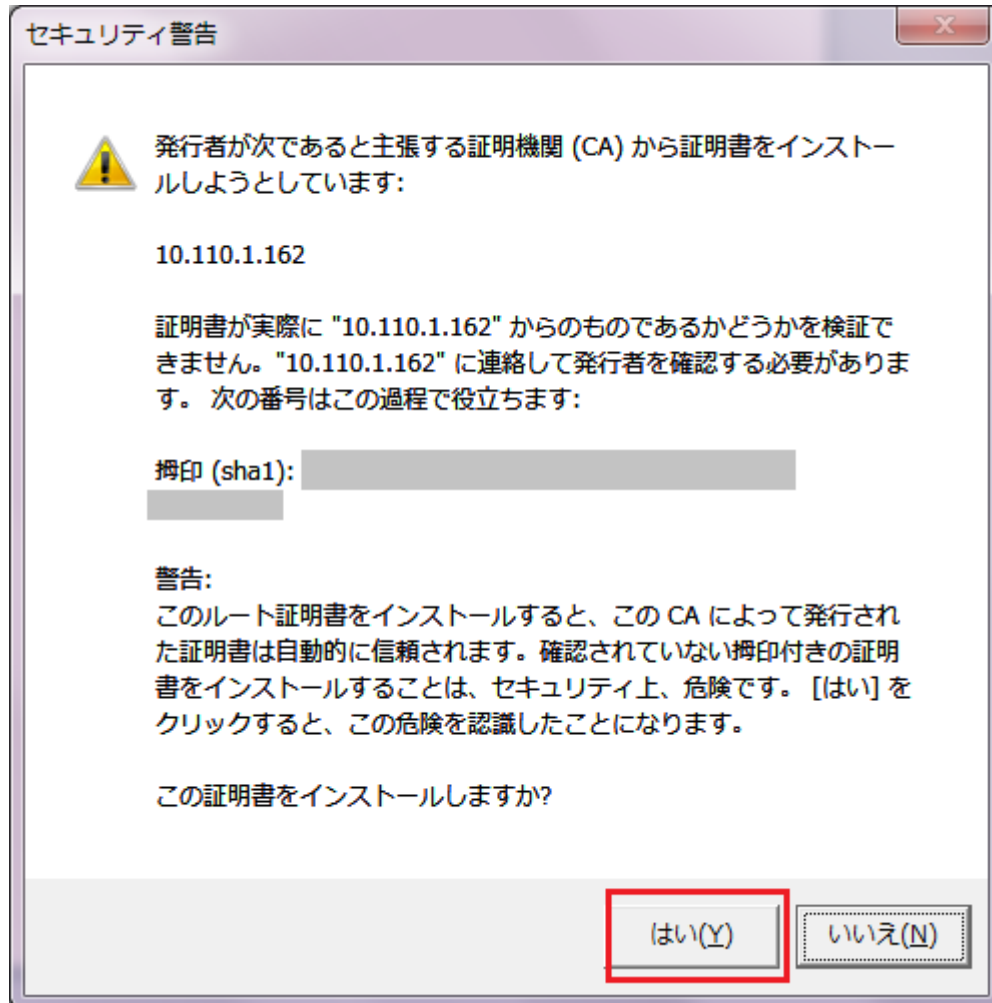 セキュリティ警告
発行者が次であると主張する証明機関 (CA) から証明書をインストー
ルしようとしています:
10.110.1.162
証明書が実際に "10.110.1.162" からのものであるかどうかを検証で
きません。"10.110.1.162" に連絡して発行者を確認する必要がありま
す。 次の番号はこの過程で役立ちます:
拇印 (sha1):
警告:
このルート証明書をインストールすると、この CA によって発行され
た証明書は自動的に信頼されます。確認されていない拇印付きの証明
書をインストールすることは、セキュリティ上、危険です。 [はい] を
クリックすると、この危険を認識したことになります。
この証明書をインストールしますか?
はい(Y)
いいえ(N)